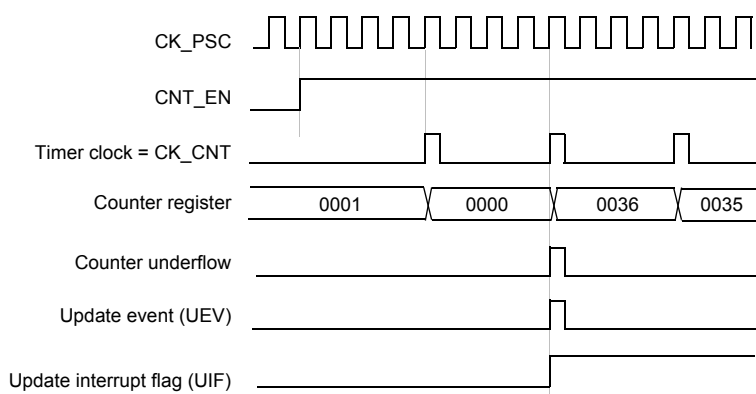 CK_PSC
CNT_EN
Timer clock = CK_CNT
Counter register 0001 0000 0036 0035
Counter underflow
Update event (UEV)
Update interrupt flag (UIF)